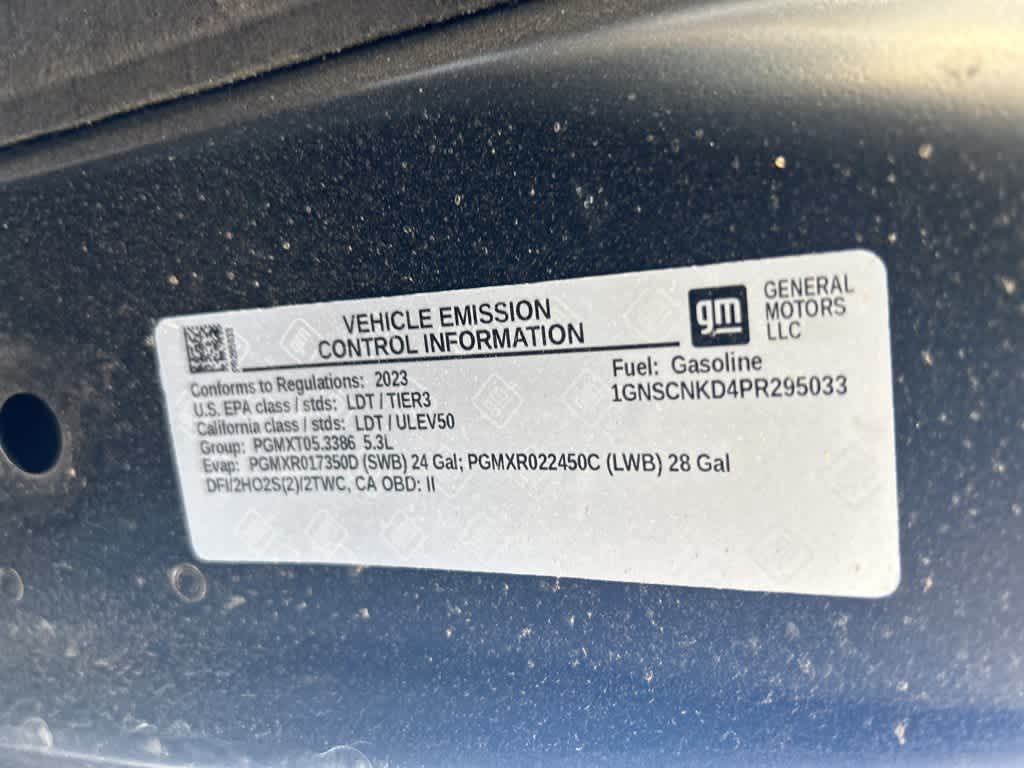 VEHICLE EMISSION
CONTROL INFORMATION
gm
GENERAL
MOTORS
LLC
Conforms to Regulations: 2023
U.S. EPA class / stds: LDT / TIER3
California class / stds: LDT / ULEV50
Group: PGMXT05.3386 5.3L
Evap: PGMXR017350D (SWB) 24 Gal; PGMXR022450C (LWB) 28 Gal
DFI/2HO2S(2)/2TWC, CA OBD: II
Fuel: Gasoline
1GNSCNKD4PR295033